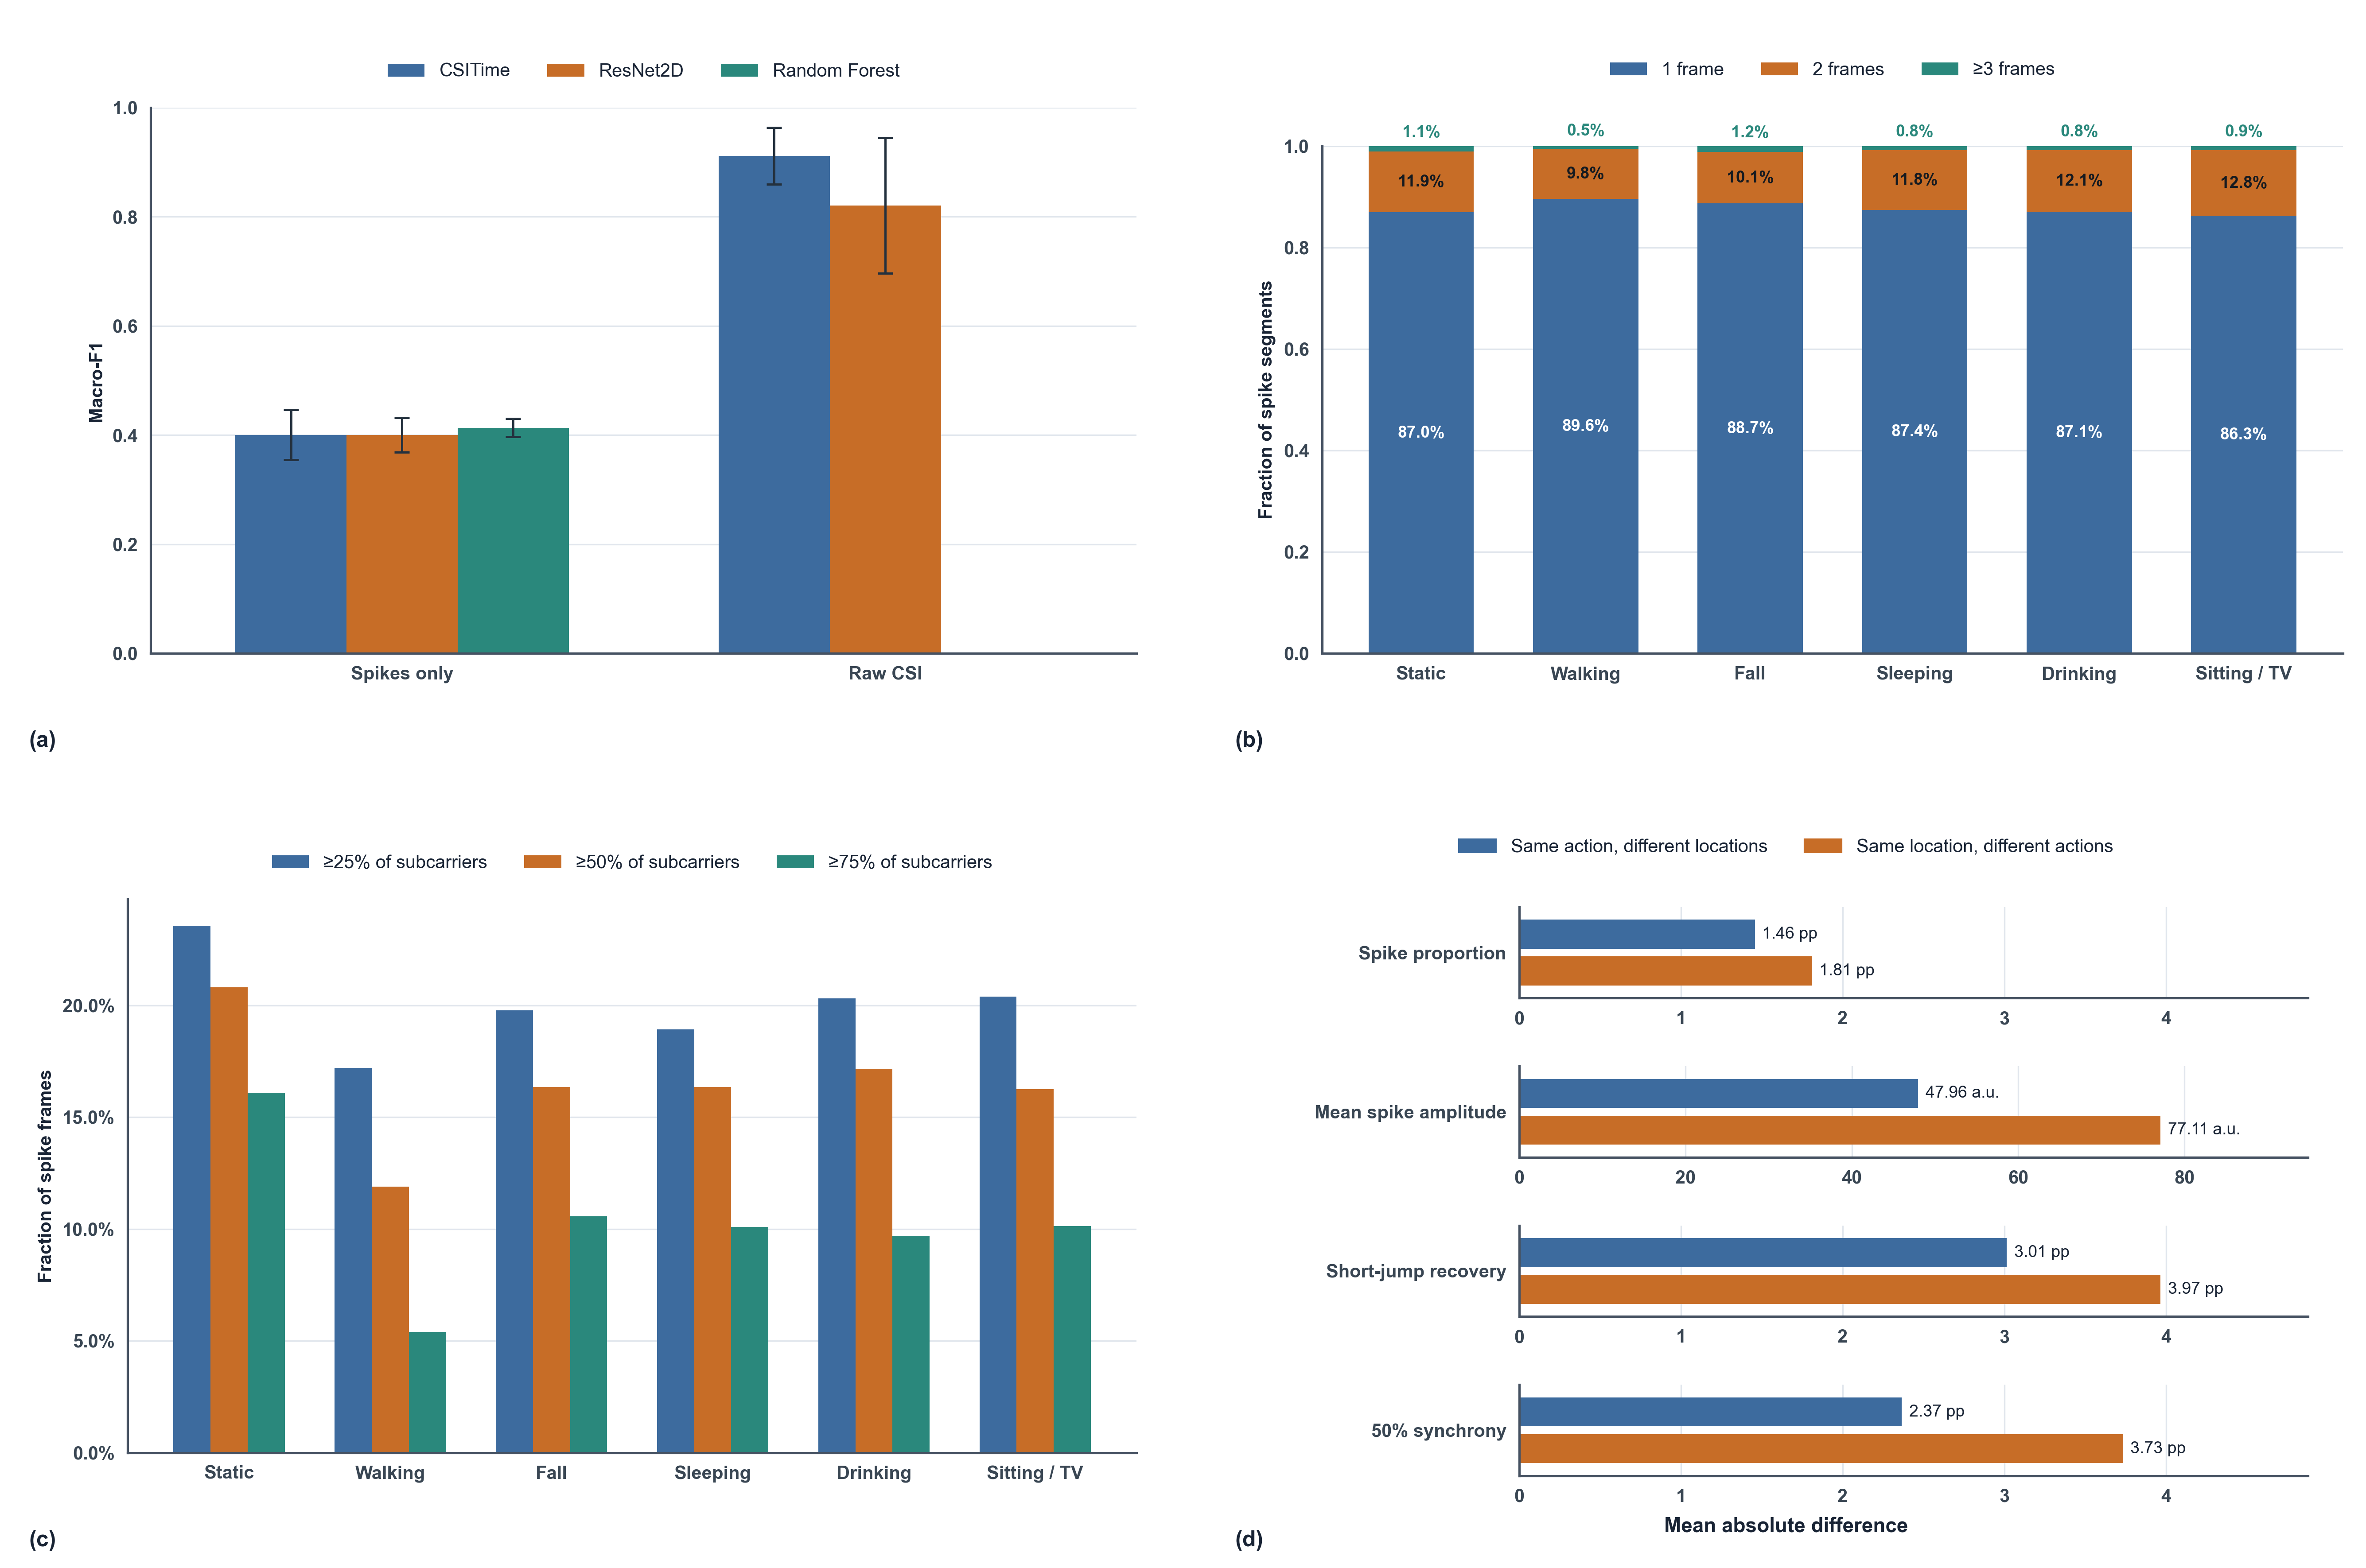 CSITime ResNet2D Random Forest
1.0
0.8
0.6
0.4
0.2
0.0
Macro-F1
Spikes only Raw CSI
(a)
1 frame 2 frames ≥3 frames
1.1% 0.5% 1.2% 0.8% 0.8% 0.9%
11.9% 9.8% 10.1% 11.8% 12.1% 12.8%
87.0% 89.6% 88.7% 87.4% 87.1% 86.3%
1.0
0.8
0.6
0.4
0.2
0.0
Fraction of spike segments
Static Walking Fall Sleeping Drinking Sitting / TV
(b)
≥25% of subcarriers ≥50% of subcarriers ≥75% of subcarriers
20.0%
15.0%
10.0%
5.0%
0.0%
Fraction of spike frames
Static Walking Fall Sleeping Drinking Sitting / TV
(c)
Same action, different locations Same location, different actions
Spike proportion
1.46 pp
1.81 pp
0 1 2 3 4
Mean spike amplitude
47.96 a.u.
77.11 a.u.
0 20 40 60 80
Short-jump recovery
3.01 pp
3.97 pp
0 1 2 3 4
50% synchrony
2.37 pp
3.73 pp
0 1 2 3 4
Mean absolute difference
(d)